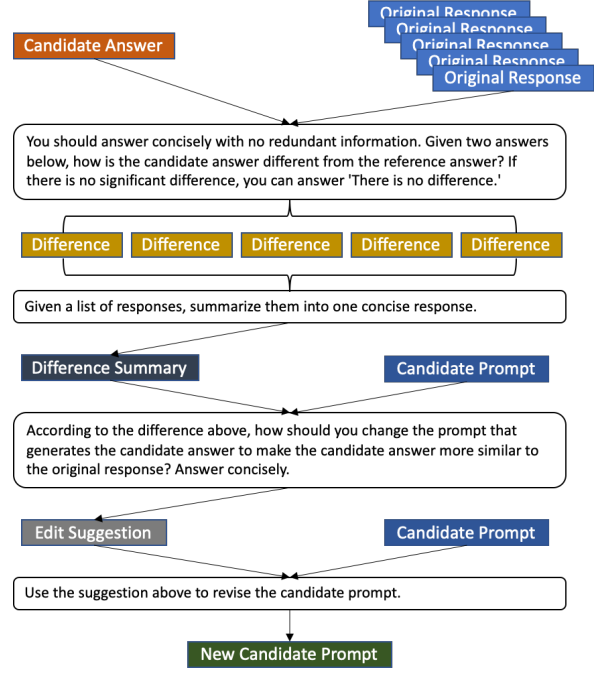 Original Response
Original Response
Original Response
Original Response
Original Response
Candidate Answer
You should answer concisely with no redundant information. Given two answers
below, how is the candidate answer different from the reference answer? If
there is no significant difference, you can answer 'There is no difference.'
Difference
Difference
Difference
Difference
Difference
Given a list of responses, summarize them into one concise response.
Difference Summary
Candidate Prompt
According to the difference above, how should you change the prompt that
generates the candidate answer to make the candidate answer more similar to
the original response? Answer concisely.
Edit Suggestion
Candidate Prompt
Use the suggestion above to revise the candidate prompt.
New Candidate Prompt